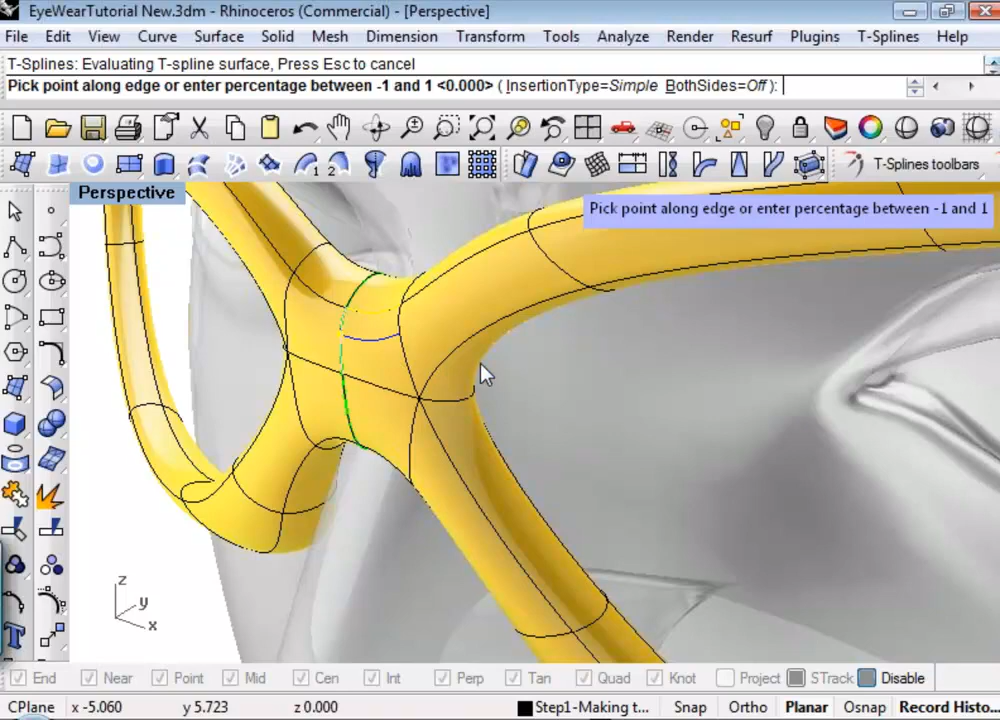 EyeWearTutorial New.3dm - Rhinoceros (Commercial) - [Perspective]
File Edit View Curve Surface Solid Mesh Dimension Transform Tools Analyze Render Resurf Plugins T-Splines Help
T-Splines: Evaluating T-spline surface, Press Esc to cancel
Pick point along edge or enter percentage between -1 and 1 <0.000> ( InsertionType=Simple BothSides=Off ):
1 2 T-Splines toolbars
Perspective
Pick point along edge or enter percentage between -1 and 1
z
y
x
T
End Near Point Mid Cen Int Perp Tan Quad Knot Project STrack Disable
CPlane x -5.060 y 5.723 z 0.000 Step1-Making t... Snap Ortho Planar Osnap Record Histo...